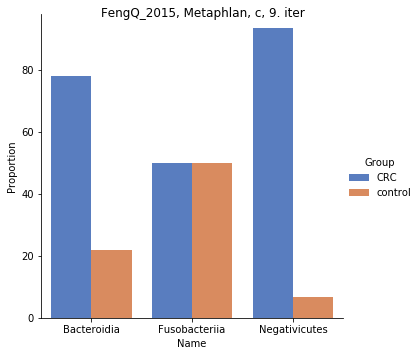 FengQ_2015, Metaphlan, c, 9. iter
80
60
40
20
0
Proportion
Bacteroidia
Fusobacteriia
Negativicutes
Name
Group
CRC
control